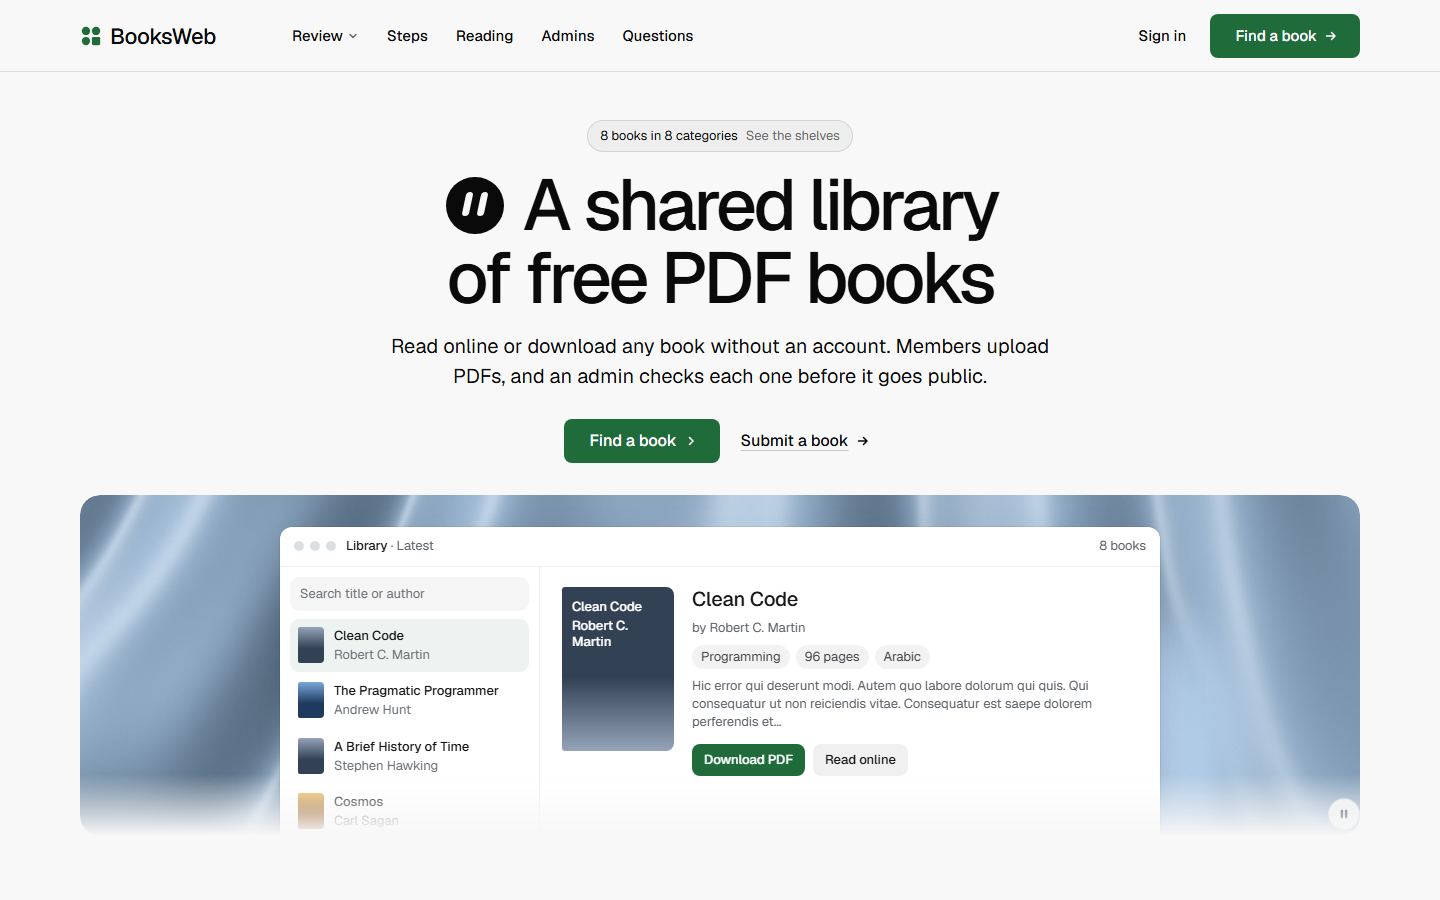 BooksWeb
Review
Steps
Reading
Admins
Questions
Sign in
Find a book →
8 books in 8 categories See the shelves
A shared library
of free PDF books
Read online or download any book without an account. Members upload
PDFs, and an admin checks each one before it goes public.
Find a book
Submit a book →
Library · Latest
8 books
Search title or author
Clean Code
Robert C. Martin
The Pragmatic Programmer
Andrew Hunt
A Brief History of Time
Stephen Hawking
Cosmos
Carl Sagan
Clean Code
Robert C.
Martin
Clean Code
by Robert C. Martin
Programming
96 pages
Arabic
Hic error qui deserunt modi. Autem quo labore dolorum qui quis. Qui
consequatur ut non reiciendis vitae. Consequatur est saepe dolorem
perferendis et...
Download PDF
Read online